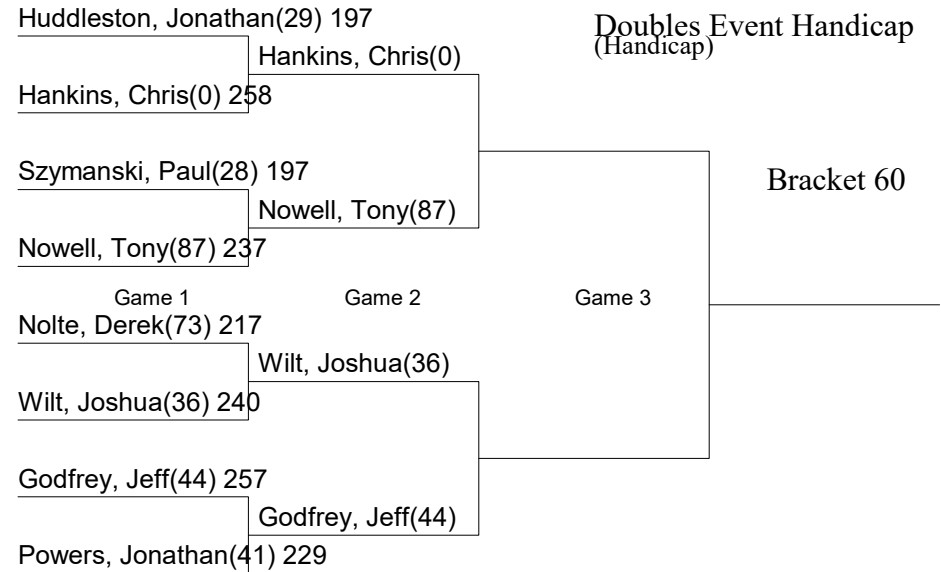 Huddleston, Jonathan(29) 197
Doubles Event Handicap
(Handicap)
Hankins, Chris(0)
Hankins, Chris(0) 258
Szymanski, Paul(28) 197
Bracket 60
Nowell, Tony(87)
Nowell, Tony(87) 237
Game 1
Game 2
Game 3
Nolte, Derek(73) 217
Wilt, Joshua(36)
Wilt, Joshua(36) 240
Godfrey, Jeff(44) 257
Godfrey, Jeff(44)
Powers, Jonathan(41) 229